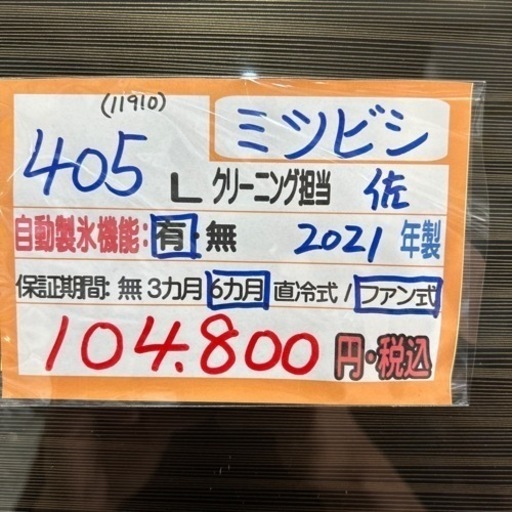 (11910)
ミツビシ
405 L クリーニング担当 佐
自動製氷機能:有 無 2021 年製
保証期間: 無 3カ月 6カ月 直冷式 / ファン式
104.800 円・税込